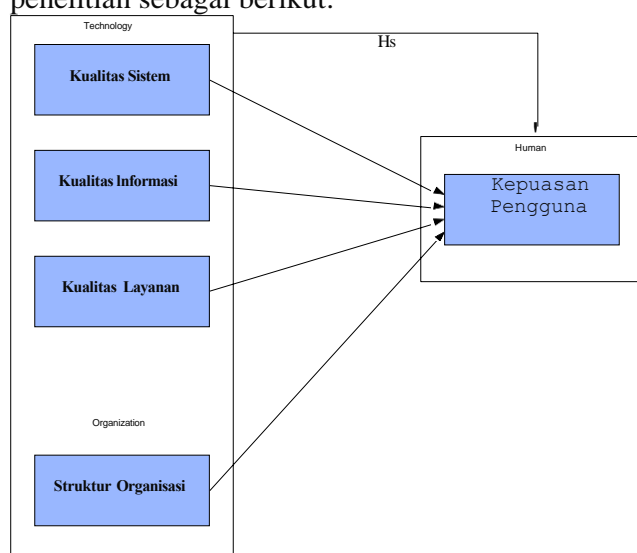 penelitian sebagai berikut:
Technology
Hs
Kualitas Sistem
Human
Kualitas Informasi
Kepuasan
Pengguna
Kualitas Layanan
Organization
Struktur Organisasi